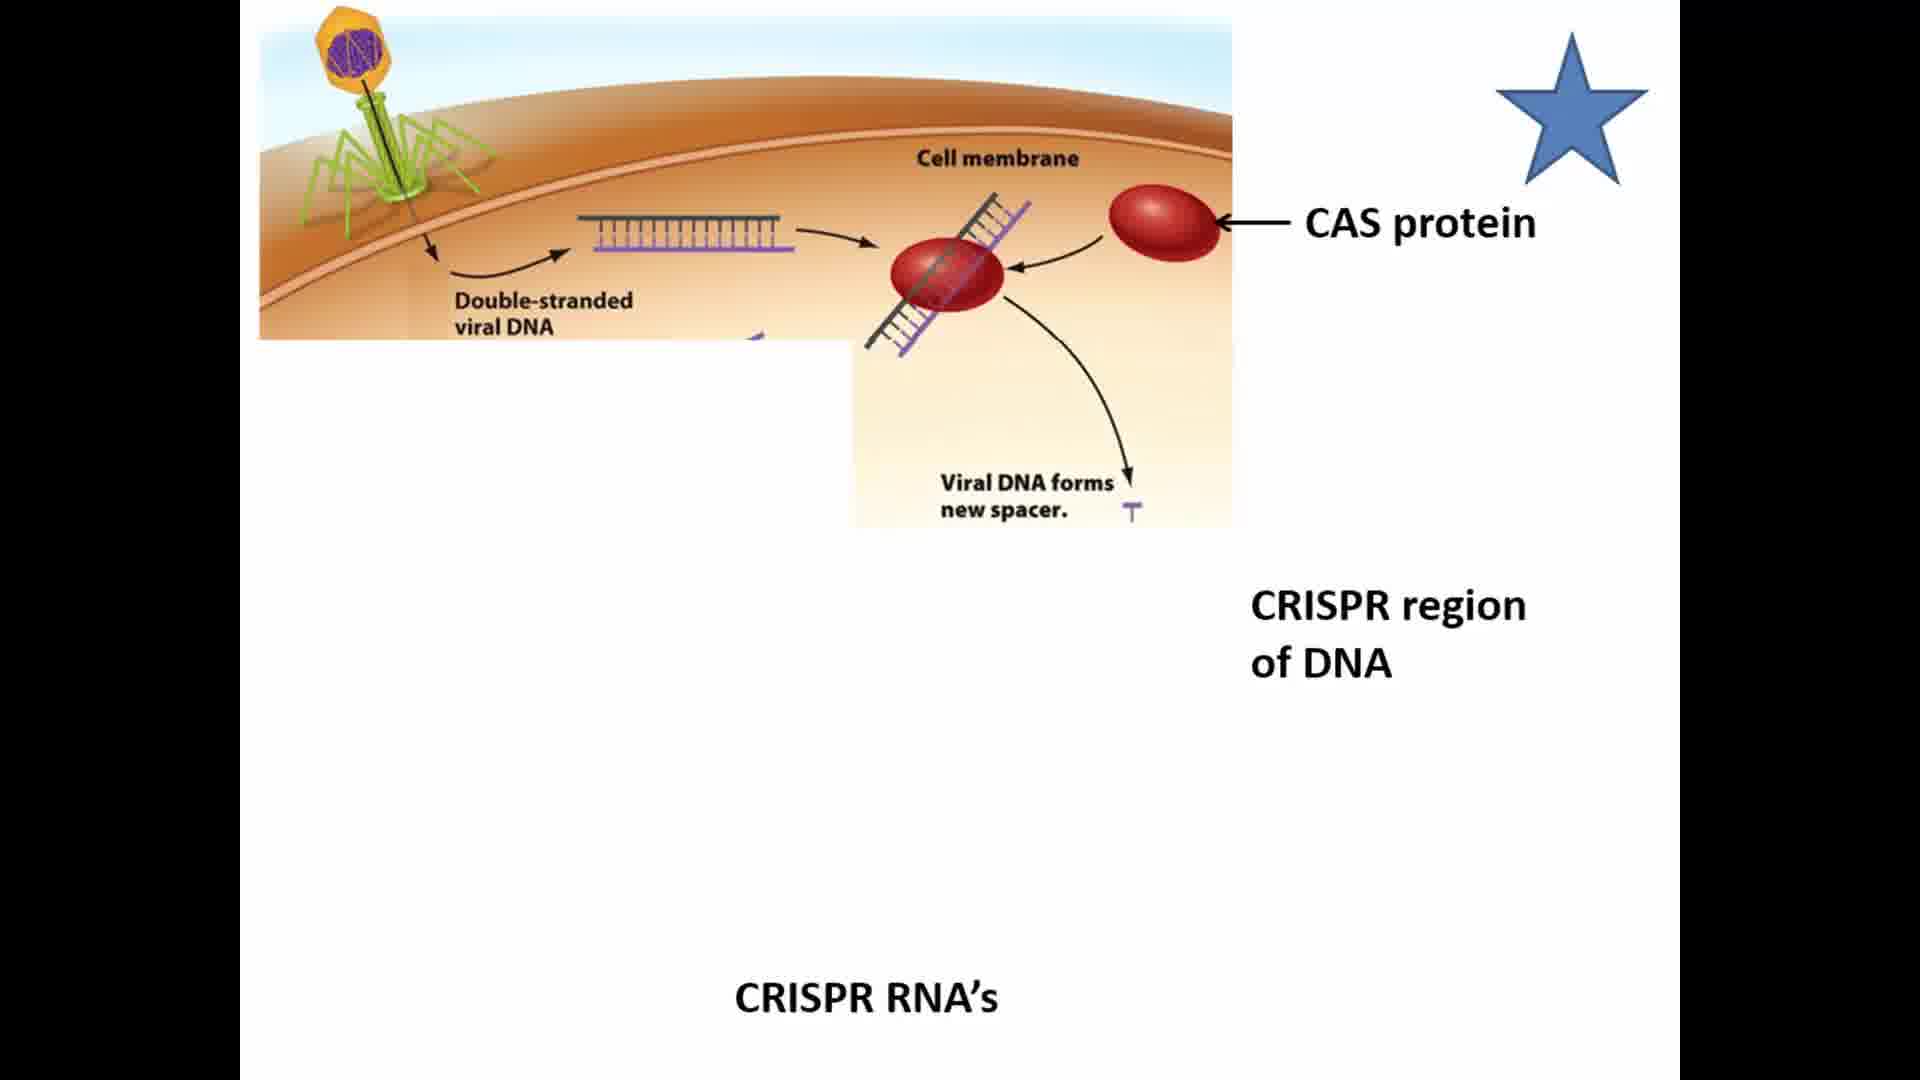 Cell membrane
CAS protein
Double-stranded
viral DNA
Viral DNA forms
new spacer.
CRISPR region
of DNA
CRISPR RNA’s